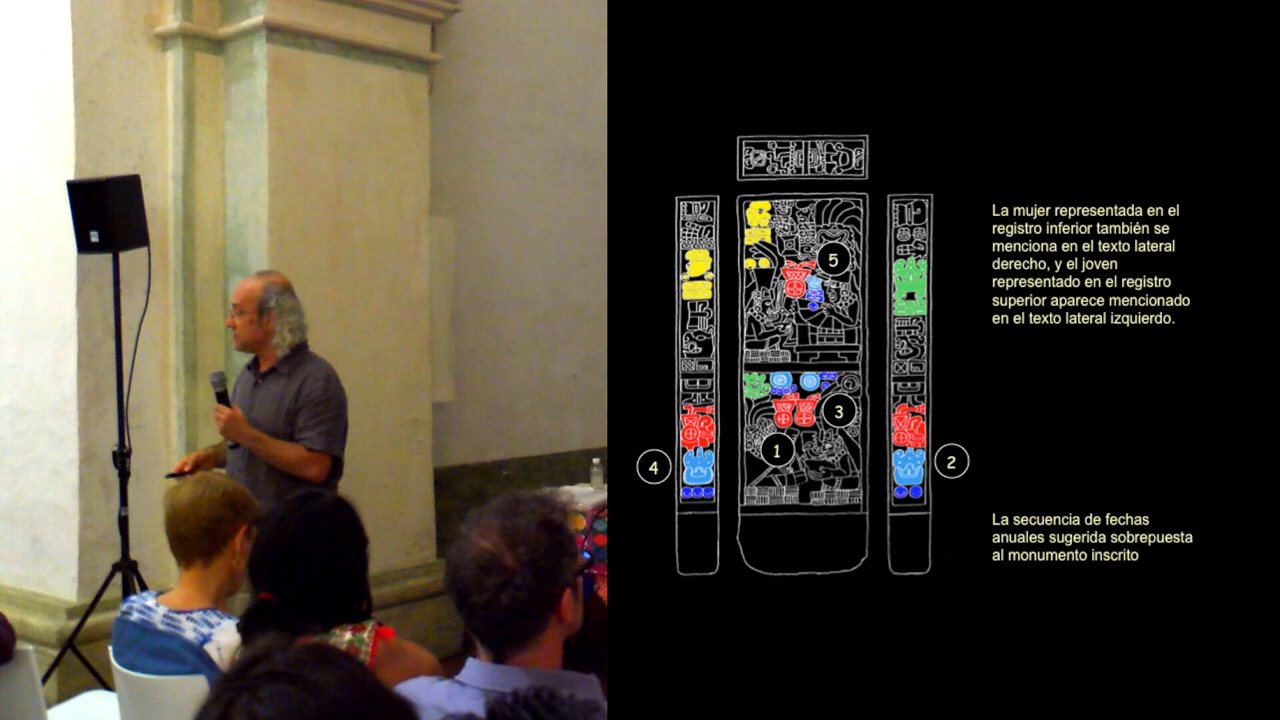 La mujer representada en el
registro inferior también se
menciona en el texto lateral
derecho, y el joven
representado en el registro
superior aparece mencionado
en el texto lateral izquierdo.
5
3
1
4
2
La secuencia de fechas
anuales sugerida sobrepuesta
al monumento inscrito